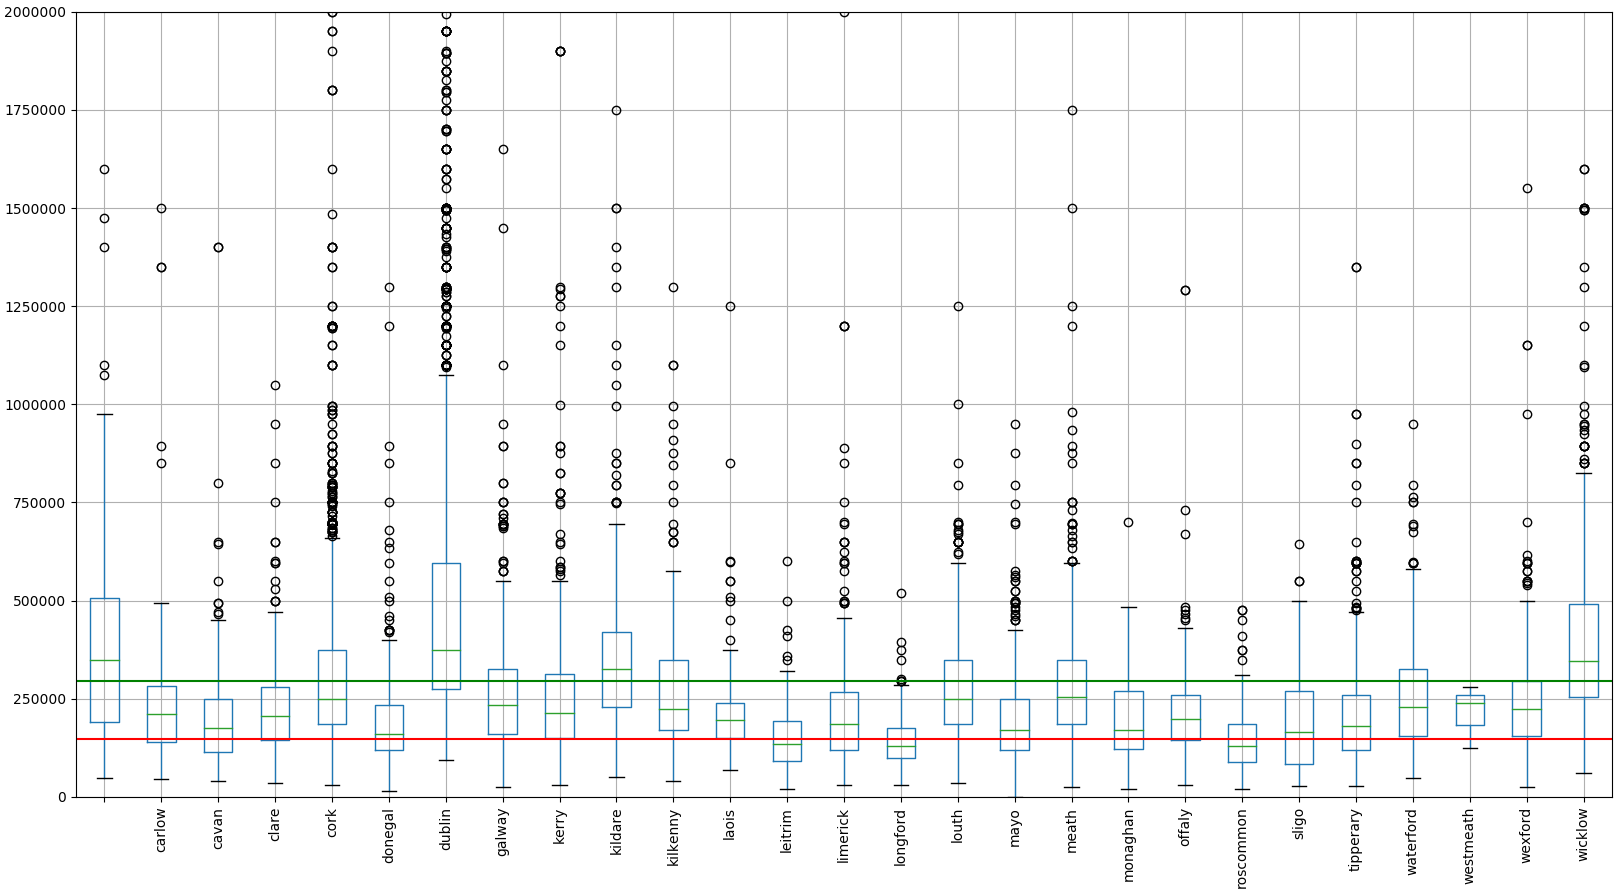 2000000
1750000
1500000
1250000
1000000
750000
500000
250000
0
carlow
cavan
clare
cork
donegal
dublin
galway
kerry
kildare
kilkenny
laois
leitrim
limerick
longford
louth
mayo
meath
monaghan
offaly
roscommon
sligo
tipperary
waterford
westmeath
wexford
wicklow